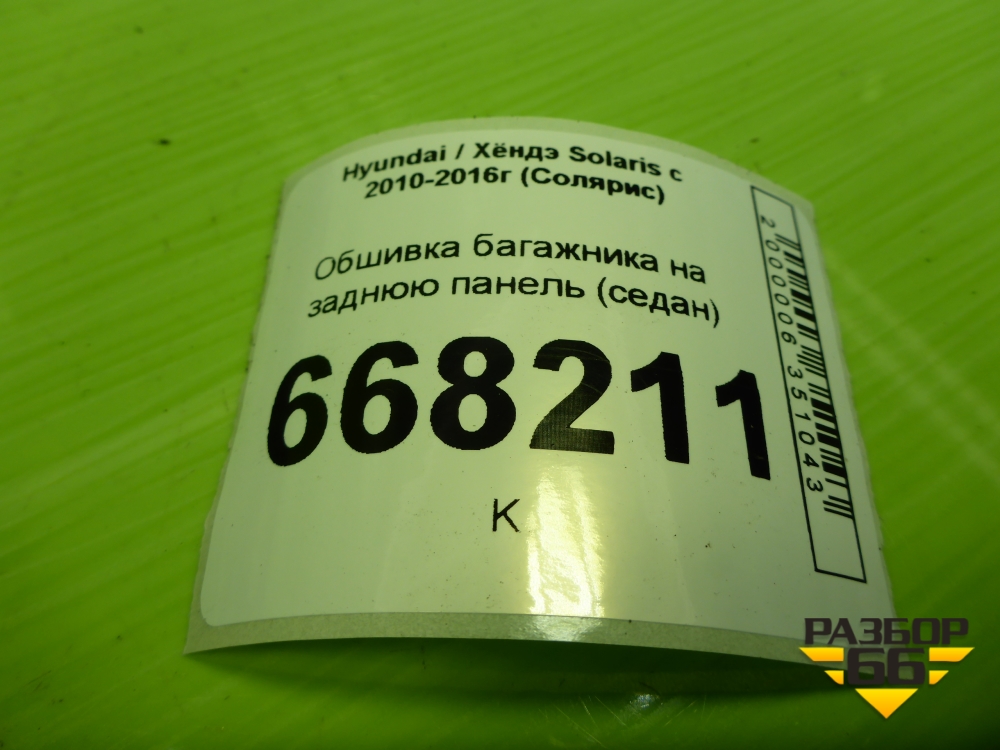 Hyundai / Хёндэ Solaris с
2010-2016г (Солярис)
Обшивка багажника на
заднюю панель (седан)
668211
К
2000006351043
РАЗБОР
66